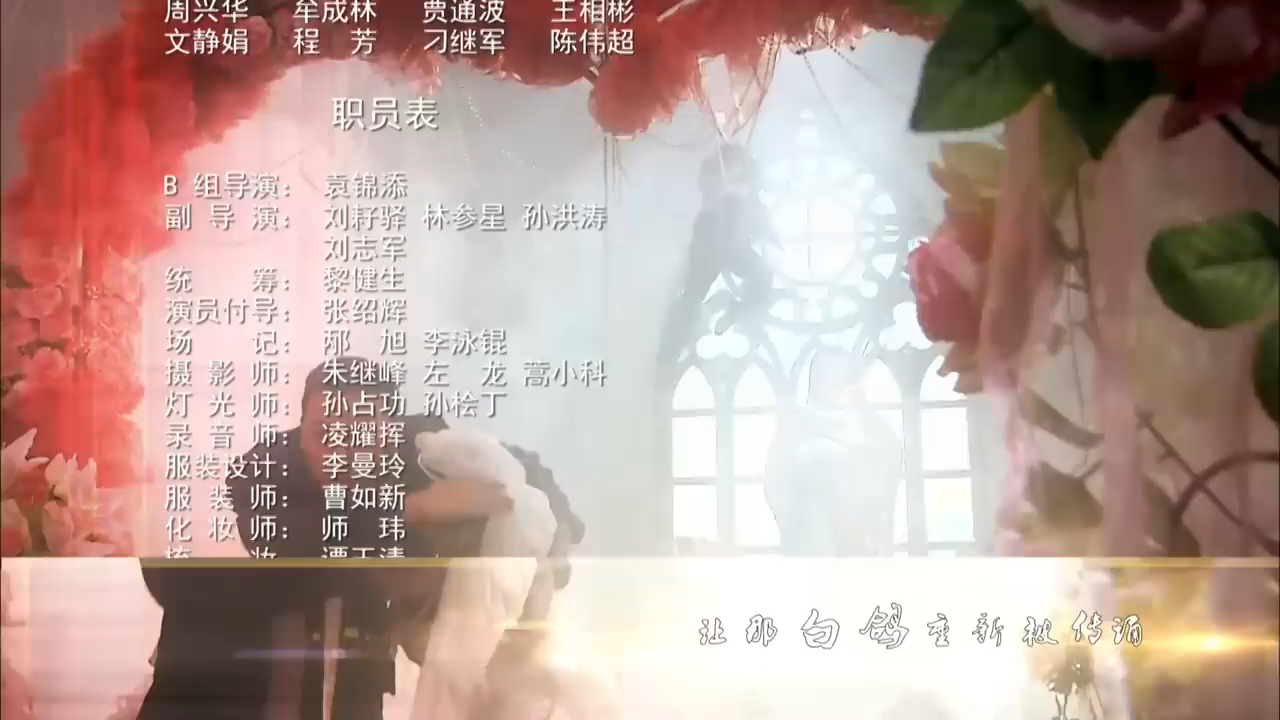 周兴华 牟成林 贾通波 王相彬
文静娟 程 芳 刁继军 陈伟超
职员表
B 组导演： 袁锦添
副 导 演： 刘籽驿 林参星 孙洪涛
刘志军
统 筹： 黎健生
演员付导： 张绍辉
场 记： 邴 旭 李泳锟
摄 影 师： 朱继峰 左 龙 蒿小科
灯 光 师： 孙占功 孙桧丁
录 音 师： 凌耀挥
服装设计： 李曼玲
服 装 师： 曹如新
化 妆 师： 师 玮
让那白鸽重新被传诵